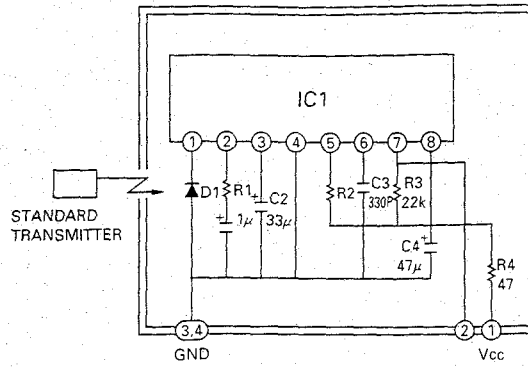 IC1
1 2 3 4 5 6 7 8
D1
R1
1μ
C2
33μ
R2
C3
330P
R3
22k
C4
47μ
R4
47
STANDARD
TRANSMITTER
3,4
2
1
GND
Vcc
+
+
+